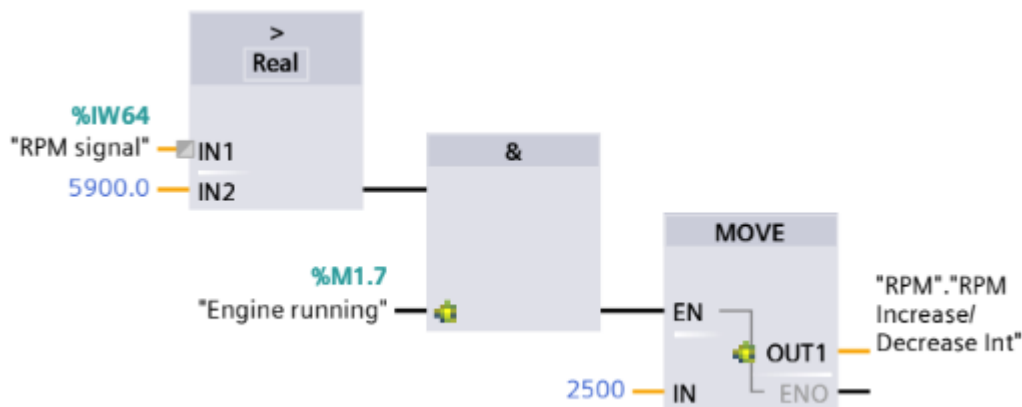 >
Real
%IW64
"RPM signal"
IN1
5900.0
IN2
&
%M1.7
"Engine running"
MOVE
EN
"RPM"."RPM
Increase/
Decrease Int"
OUT1
2500
IN
ENO